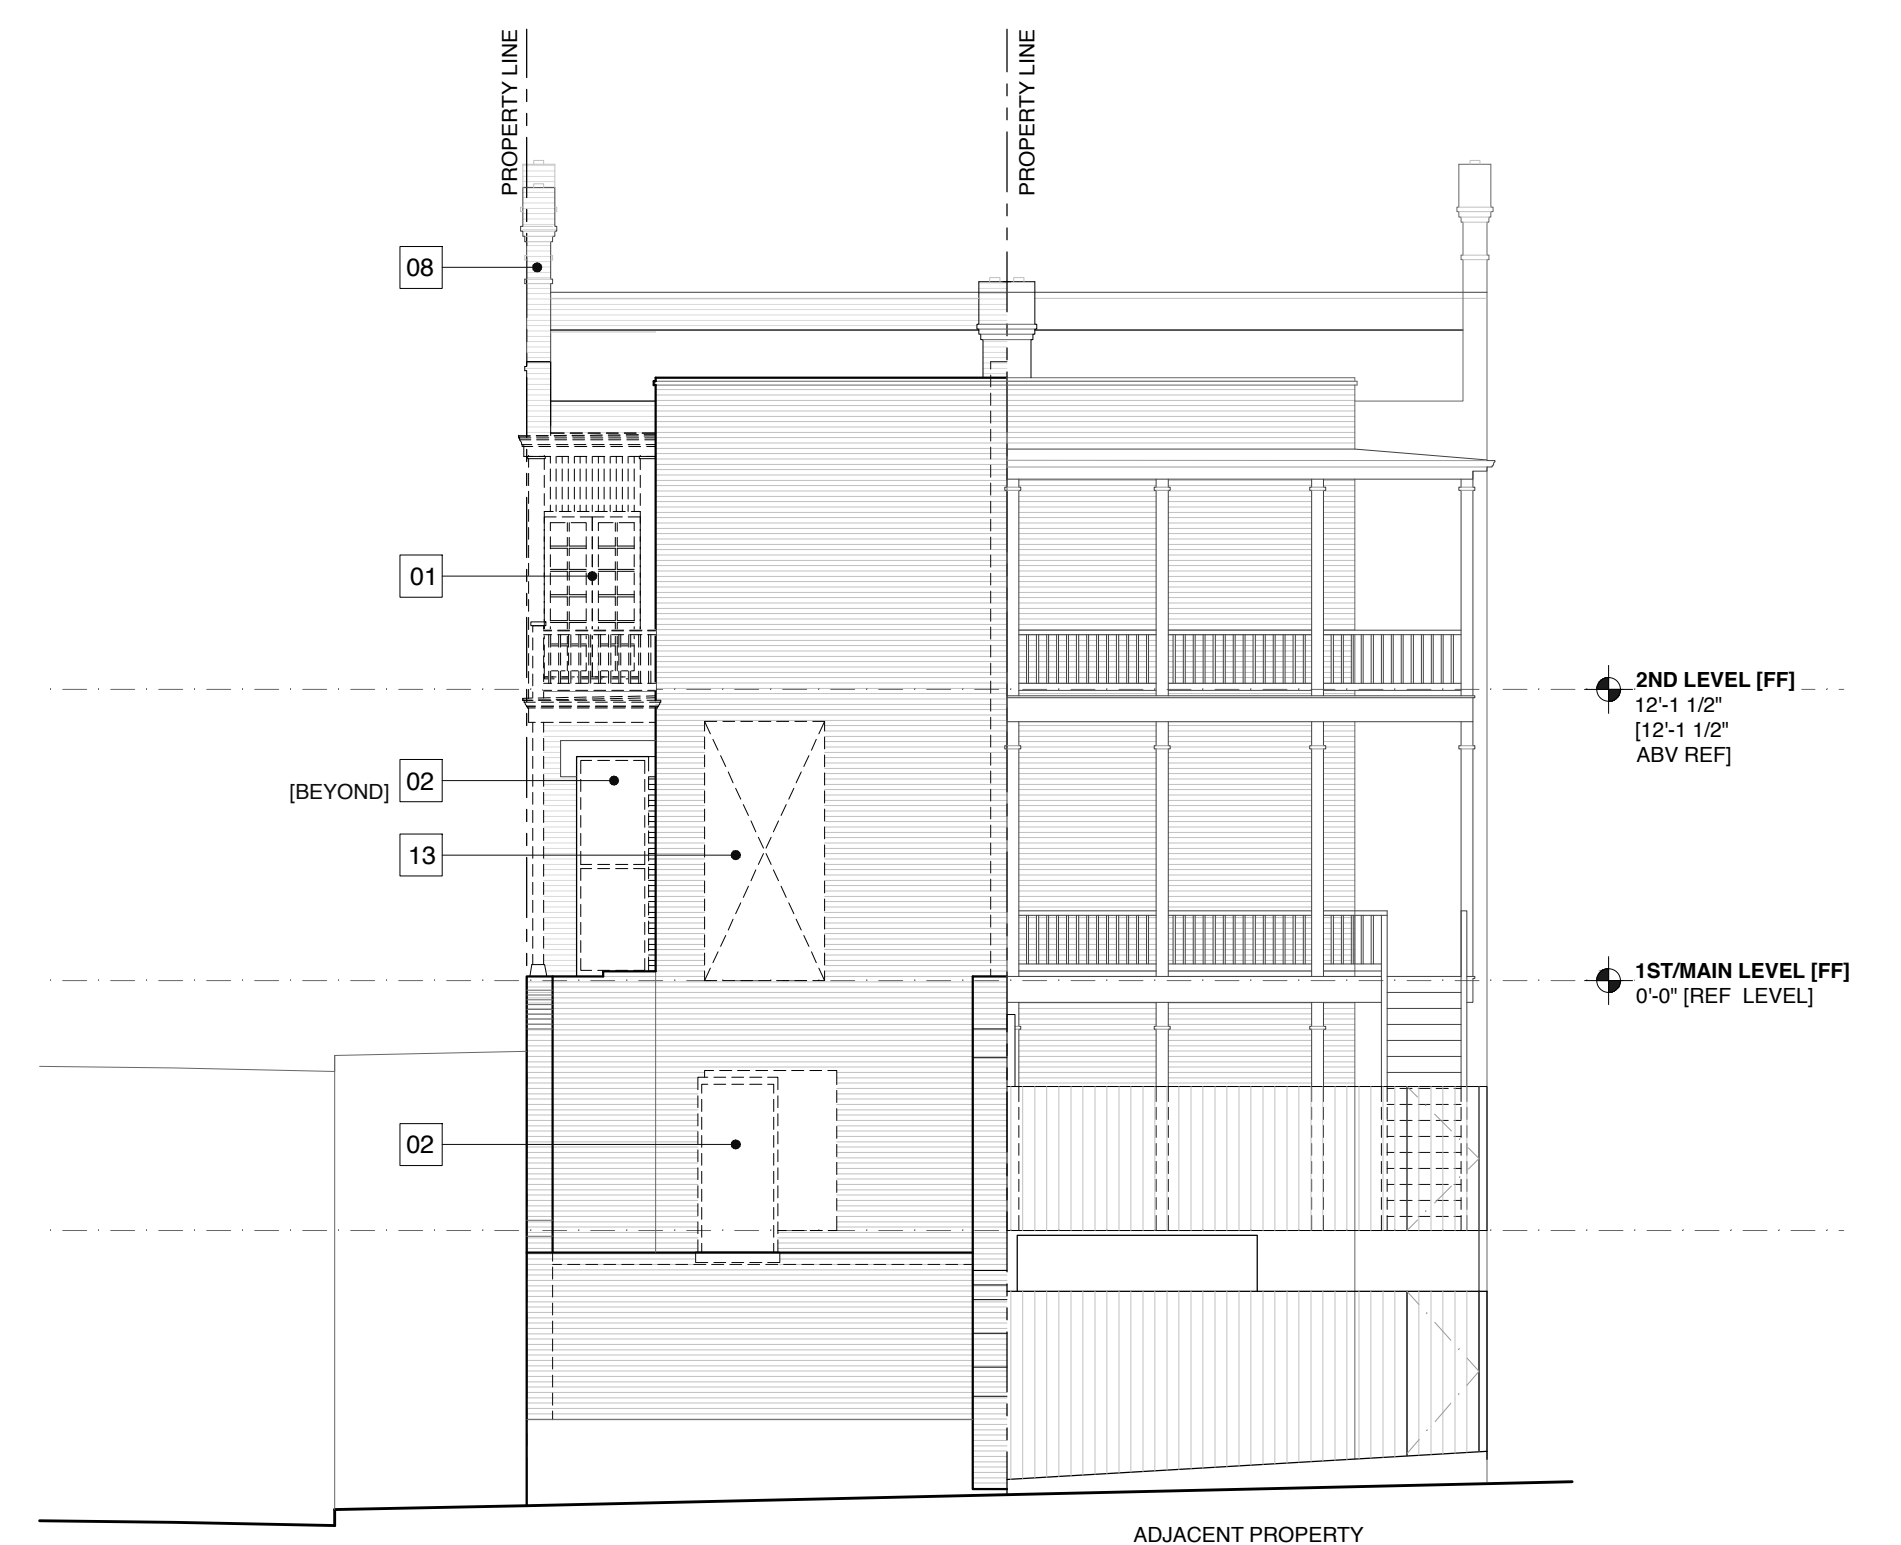 PROPERTY LINE
PROPERTY LINE
08
01
2ND LEVEL [FF]
12'-1 1/2"
[12'-1 1/2"
ABV REF]
02
[BEYOND]
13
1ST/MAIN LEVEL [FF]
0'-0" [REF LEVEL]
02
ADJACENT PROPERTY